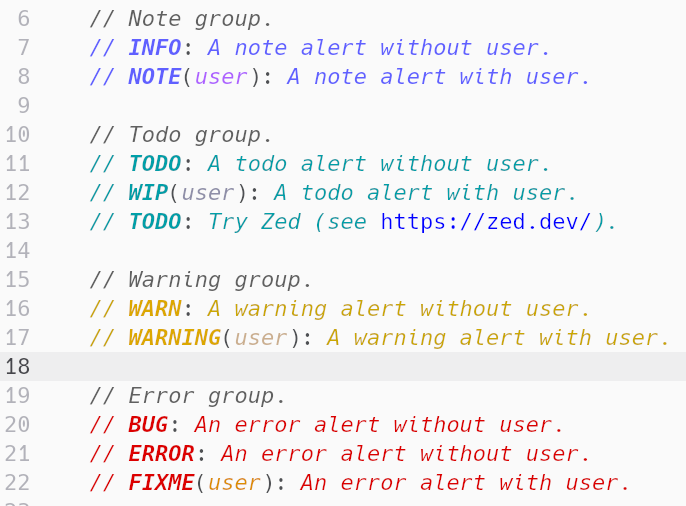 6 // Note group.
7 // INFO: A note alert without user.
8 // NOTE(user): A note alert with user.
9
10 // Todo group.
11 // TODO: A todo alert without user.
12 // WIP(user): A todo alert with user.
13 // TODO: Try Zed (see https://zed.dev/).
14
15 // Warning group.
16 // WARN: A warning alert without user.
17 // WARNING(user): A warning alert with user.
18
19 // Error group.
20 // BUG: An error alert without user.
21 // ERROR: An error alert without user.
22 // FIXME(user): An error alert with user.